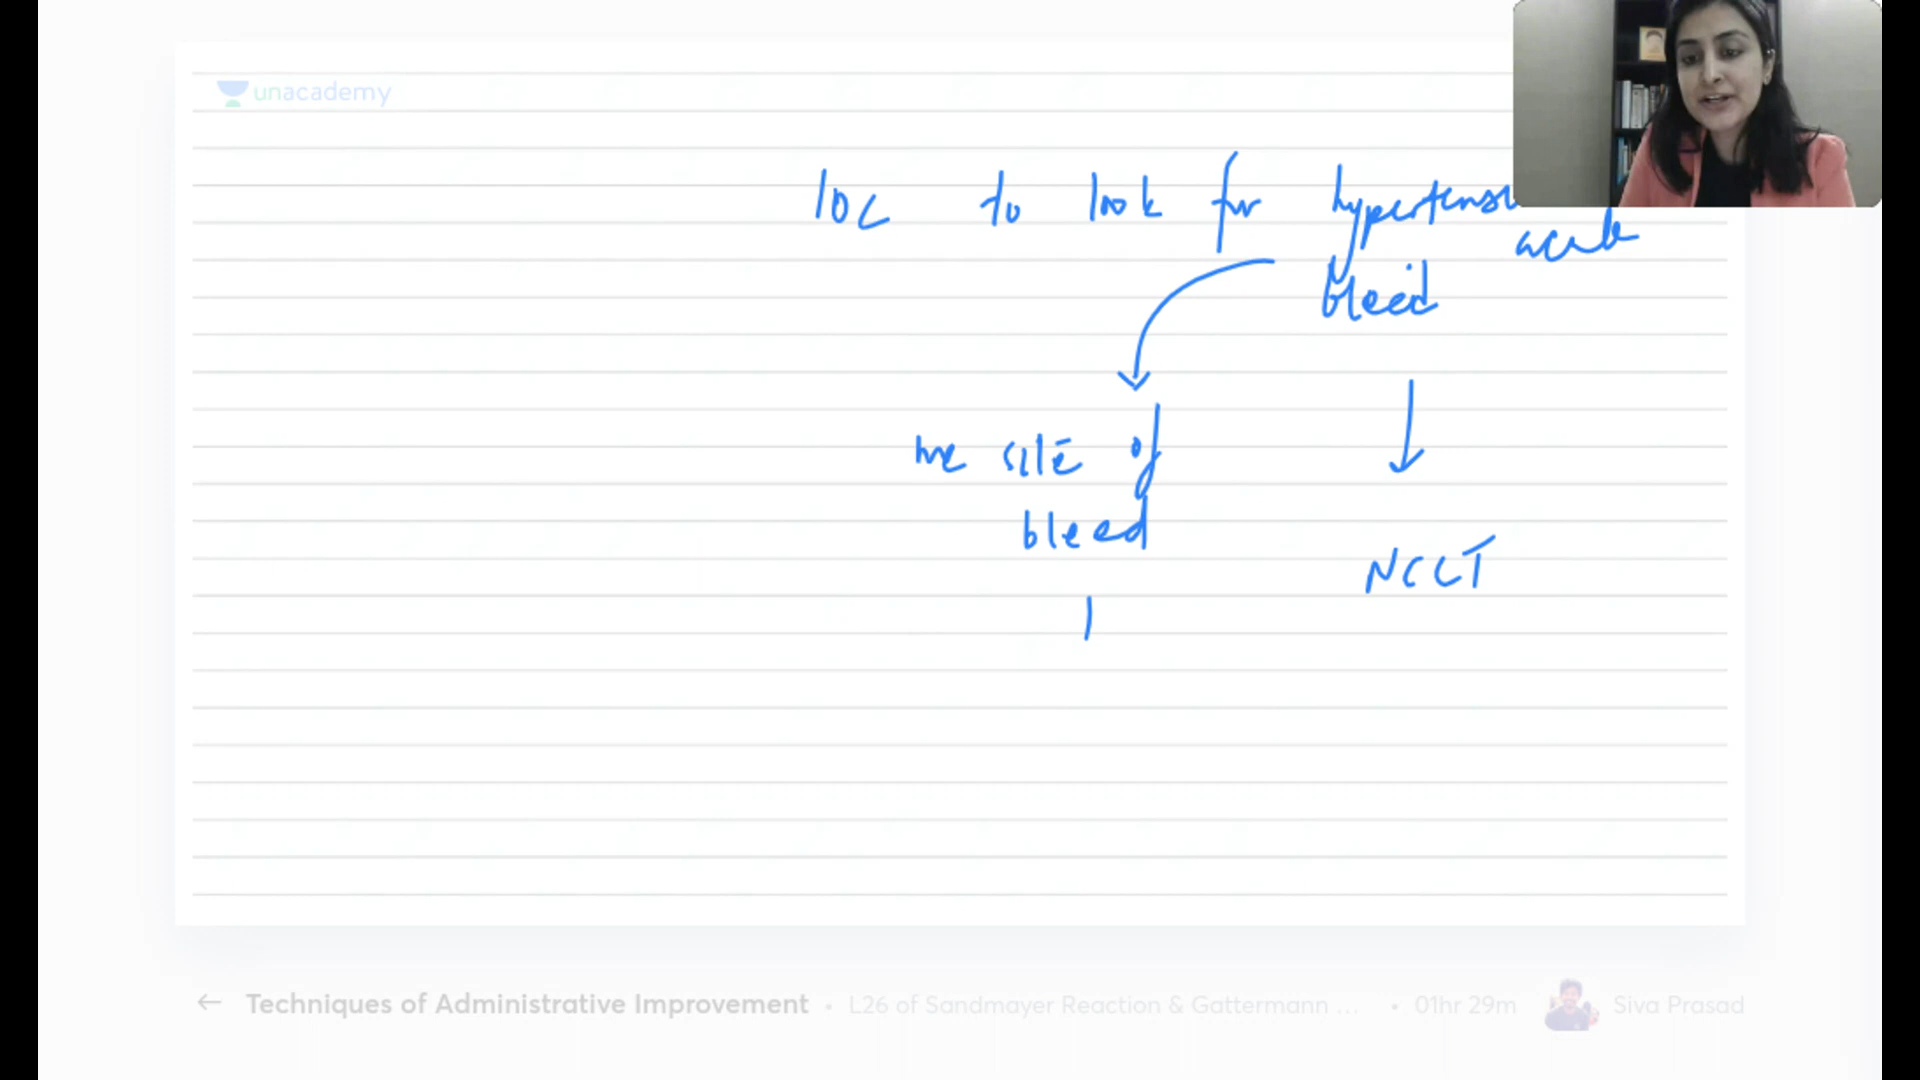 unacademy
IOC to look for hypertensi
acute
bleed
mc site of
bleed
NCCT
Techniques of Administrative Improvement • L26 of Sandmayer Reaction & Gattermann ... • 01hr 29m Siva Prasad